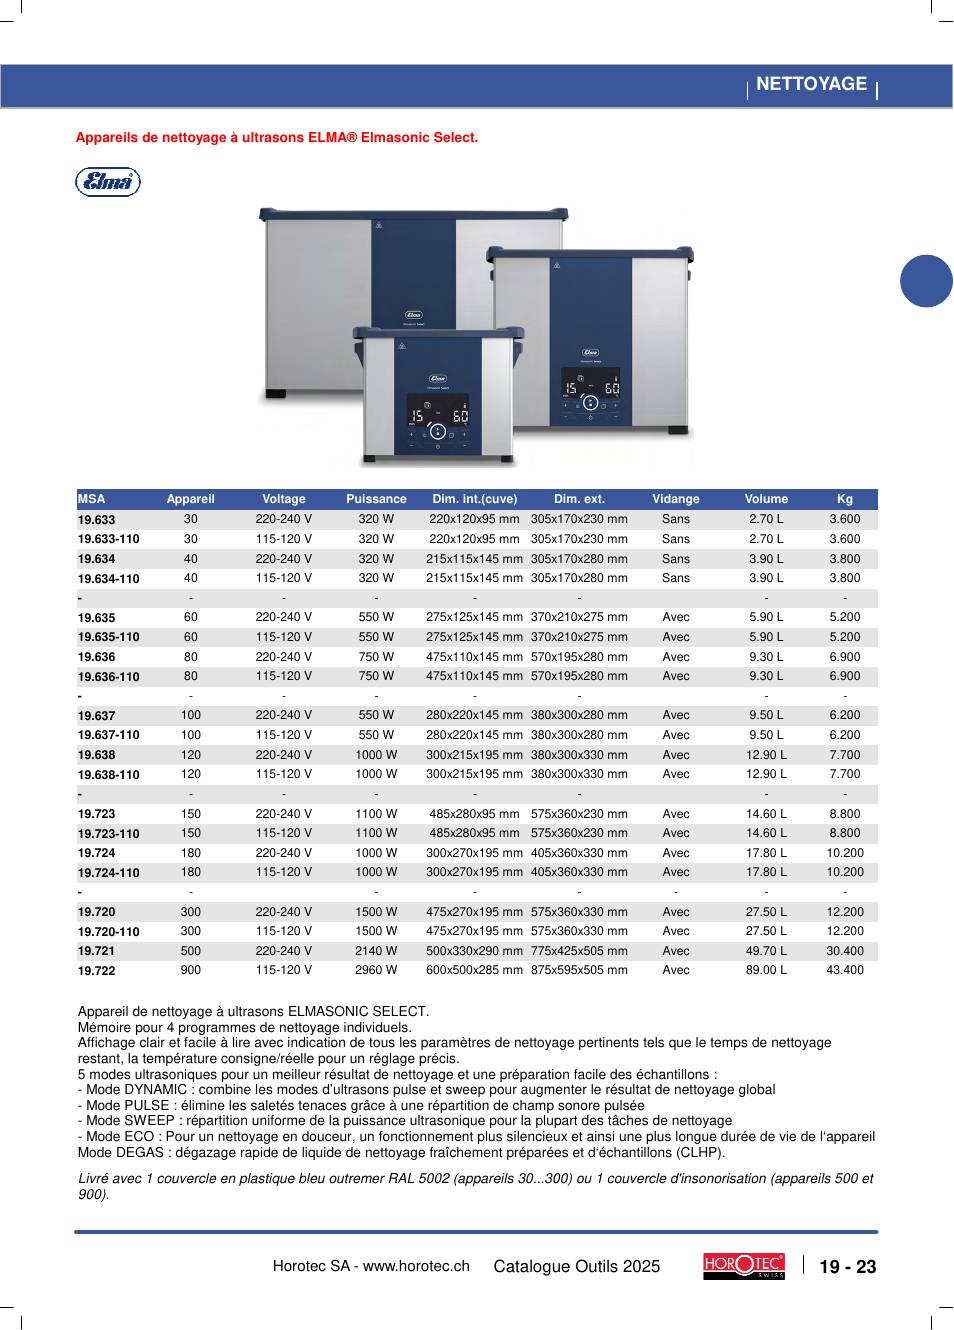 NETTOYAGE
Appareils de nettoyage à ultrasons ELMA® Elmasonic Select.
Elma®
Elma
Elmasonic Select
Elma
Elmasonic Select
15 60
Elma
Elmasonic Select
15 60
MSA Appareil Voltage Puissance Dim. int.(cuve) Dim. ext. Vidange Volume Kg
19.633 30 220-240 V 320 W 220x120x95 mm 305x170x230 mm Sans 2.70 L 3.600
19.633-110 30 115-120 V 320 W 220x120x95 mm 305x170x230 mm Sans 2.70 L 3.600
19.634 40 220-240 V 320 W 215x115x145 mm 305x170x280 mm Sans 3.90 L 3.800
19.634-110 40 115-120 V 320 W 215x115x145 mm 305x170x280 mm Sans 3.90 L 3.800
- - - - - - - -
19.635 60 220-240 V 550 W 275x125x145 mm 370x210x275 mm Avec 5.90 L 5.200
19.635-110 60 115-120 V 550 W 275x125x145 mm 370x210x275 mm Avec 5.90 L 5.200
19.636 80 220-240 V 750 W 475x110x145 mm 570x195x280 mm Avec 9.30 L 6.900
19.636-110 80 115-120 V 750 W 475x110x145 mm 570x195x280 mm Avec 9.30 L 6.900
- - - - - - - -
19.637 100 220-240 V 550 W 280x220x145 mm 380x300x280 mm Avec 9.50 L 6.200
19.637-110 100 115-120 V 550 W 280x220x145 mm 380x300x280 mm Avec 9.50 L 6.200
19.638 120 220-240 V 1000 W 300x215x195 mm 380x300x330 mm Avec 12.90 L 7.700
19.638-110 120 115-120 V 1000 W 300x215x195 mm 380x300x330 mm Avec 12.90 L 7.700
- - - - - - - -
19.723 150 220-240 V 1100 W 485x280x95 mm 575x360x230 mm Avec 14.60 L 8.800
19.723-110 150 115-120 V 1100 W 485x280x95 mm 575x360x230 mm Avec 14.60 L 8.800
19.724 180 220-240 V 1000 W 300x270x195 mm 405x360x330 mm Avec 17.80 L 10.200
19.724-110 180 115-120 V 1000 W 300x270x195 mm 405x360x330 mm Avec 17.80 L 10.200
- - - - - - - -
19.720 300 220-240 V 1500 W 475x270x195 mm 575x360x330 mm Avec 27.50 L 12.200
19.720-110 300 115-120 V 1500 W 475x270x195 mm 575x360x330 mm Avec 27.50 L 12.200
19.721 500 220-240 V 2140 W 500x330x290 mm 775x425x505 mm Avec 49.70 L 30.400
19.722 900 115-120 V 2960 W 600x500x285 mm 875x595x505 mm Avec 89.00 L 43.400
Appareil de nettoyage à ultrasons ELMASONIC SELECT.
Mémoire pour 4 programmes de nettoyage individuels.
Affichage clair et facile à lire avec indication de tous les paramètres de nettoyage pertinents tels que le temps de nettoyage
restant, la température consigne/réelle pour un réglage précis.
5 modes ultrasoniques pour un meilleur résultat de nettoyage et une préparation facile des échantillons :
- Mode DYNAMIC : combine les modes d'ultrasons pulse et sweep pour augmenter le résultat de nettoyage global
- Mode PULSE : élimine les saletés tenaces grâce à une répartition de champ sonore pulsée
- Mode SWEEP : répartition uniforme de la puissance ultrasonique pour la plupart des tâches de nettoyage
- Mode ECO : Pour un nettoyage en douceur, un fonctionnement plus silencieux et ainsi une plus longue durée de vie de l‘appareil
Mode DEGAS : dégazage rapide de liquide de nettoyage fraîchement préparées et d‘échantillons (CLHP).
Livré avec 1 couvercle en plastique bleu outremer RAL 5002 (appareils 30...300) ou 1 couvercle d'insonorisation (appareils 500 et
900).
Horotec SA - www.horotec.ch Catalogue Outils 2025 HOROTEC® SWISS 19 - 23